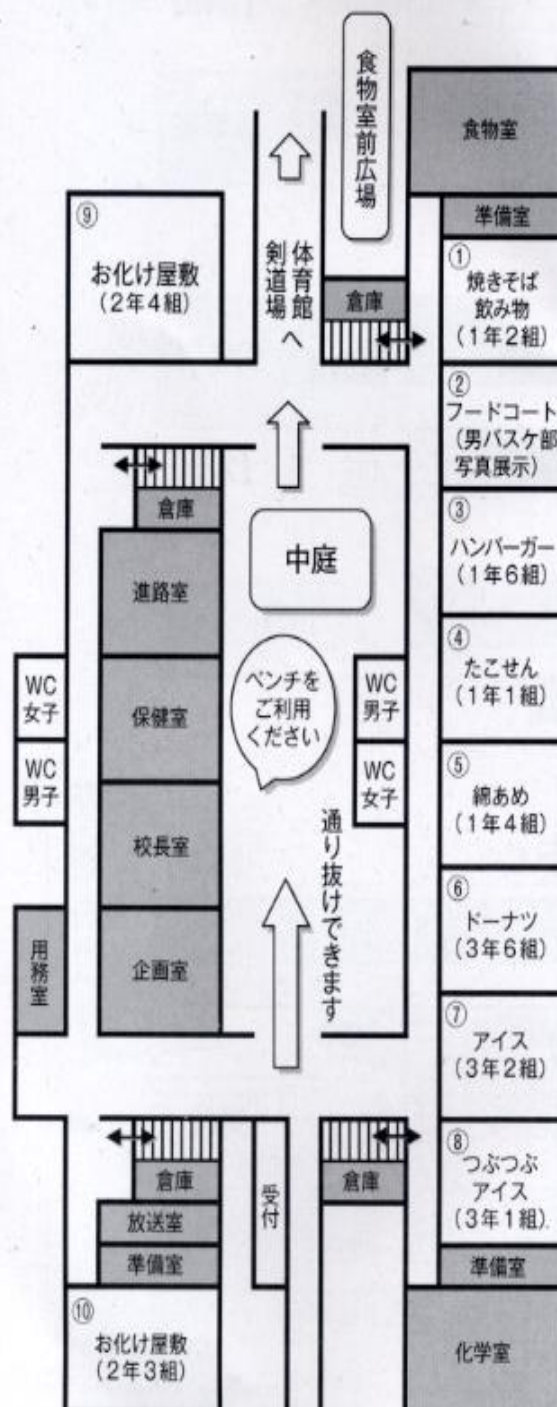 食物室前広場
食物室
準備室
①
焼きそば
飲み物
(1年2組)
②
フードコート
(男バスケ部
写真展示)
③
ハンバーガー
(1年6組)
④
たこせん
(1年1組)
⑤
綿あめ
(1年4組)
⑥
ドーナツ
(3年6組)
⑦
アイス
(3年2組)
⑧
つぶつぶ
アイス
(3年1組).
準備室
化学室
体育館
剣道場へ
倉庫
中庭
ベンチを
ご利用
ください
WC
男子
WC
女子
通り抜けできます
倉庫
受付
⑨
お化け屋敷
(2年4組)
倉庫
進路室
保健室
校長室
企画室
WC
女子
WC
男子
用務室
倉庫
放送室
準備室
⑩
お化け屋敷
(2年3組)